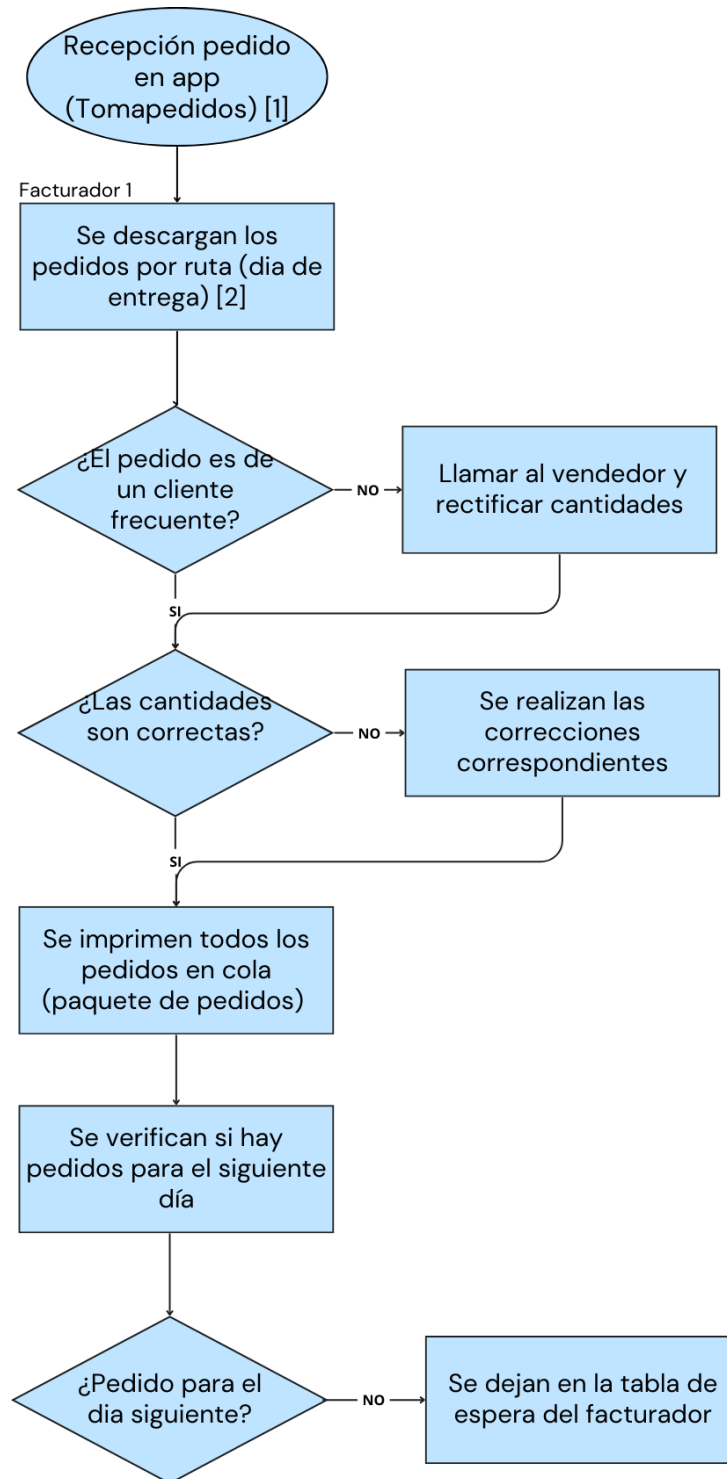 Recepción pedido
en app
(Tomapedidos) [1]
Facturador 1
Se descargan los
pedidos por ruta (dia de
entrega) [2]
¿El pedido es de
un cliente
frecuente?
NO
Llamar al vendedor y
rectificar cantidades
SI
¿Las cantidades
son correctas?
NO
Se realizan las
correcciones
correspondientes
SI
Se imprimen todos los
pedidos en cola
(paquete de pedidos)
Se verifican si hay
pedidos para el siguiente
día
¿Pedido para el
dia siguiente?
NO
Se dejan en la tabla de
espera del facturador